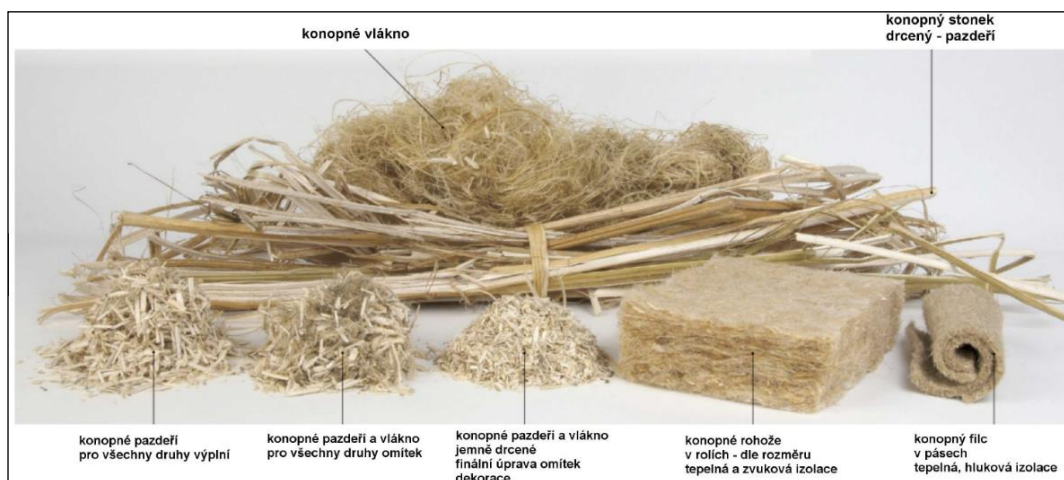 konopné vlákno
konopný stonek
drcený - pazdeří
konopné pazdeří
pro všechny druhy výplní
konopné pazdeří a vlákno
pro všechny druhy omítek
konopné pazdeří a vlákno
jemně drcené
finální úprava omítek
dekorace
konopné rohože
v rolích - dle rozměru
tepelná a zvuková izolace
konopný filc
v pásech
tepelná, hluková izolace